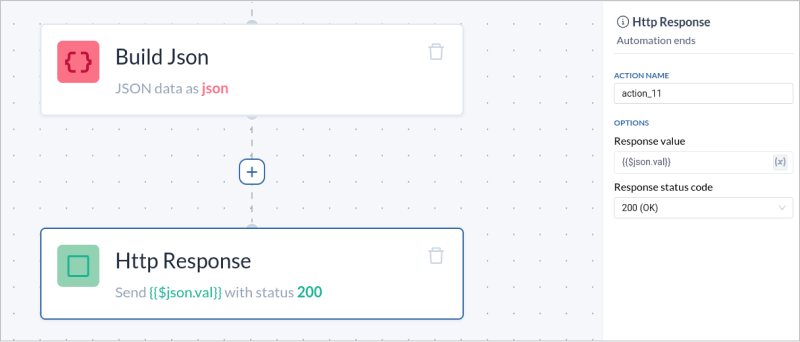 Build Json
JSON data as json
Http Response
Send {{$json.val}} with status 200
Http Response
Automation ends
ACTION NAME
action_11
OPTIONS
Response value
{{$json.val}}
{x}
Response status code
200 (OK)